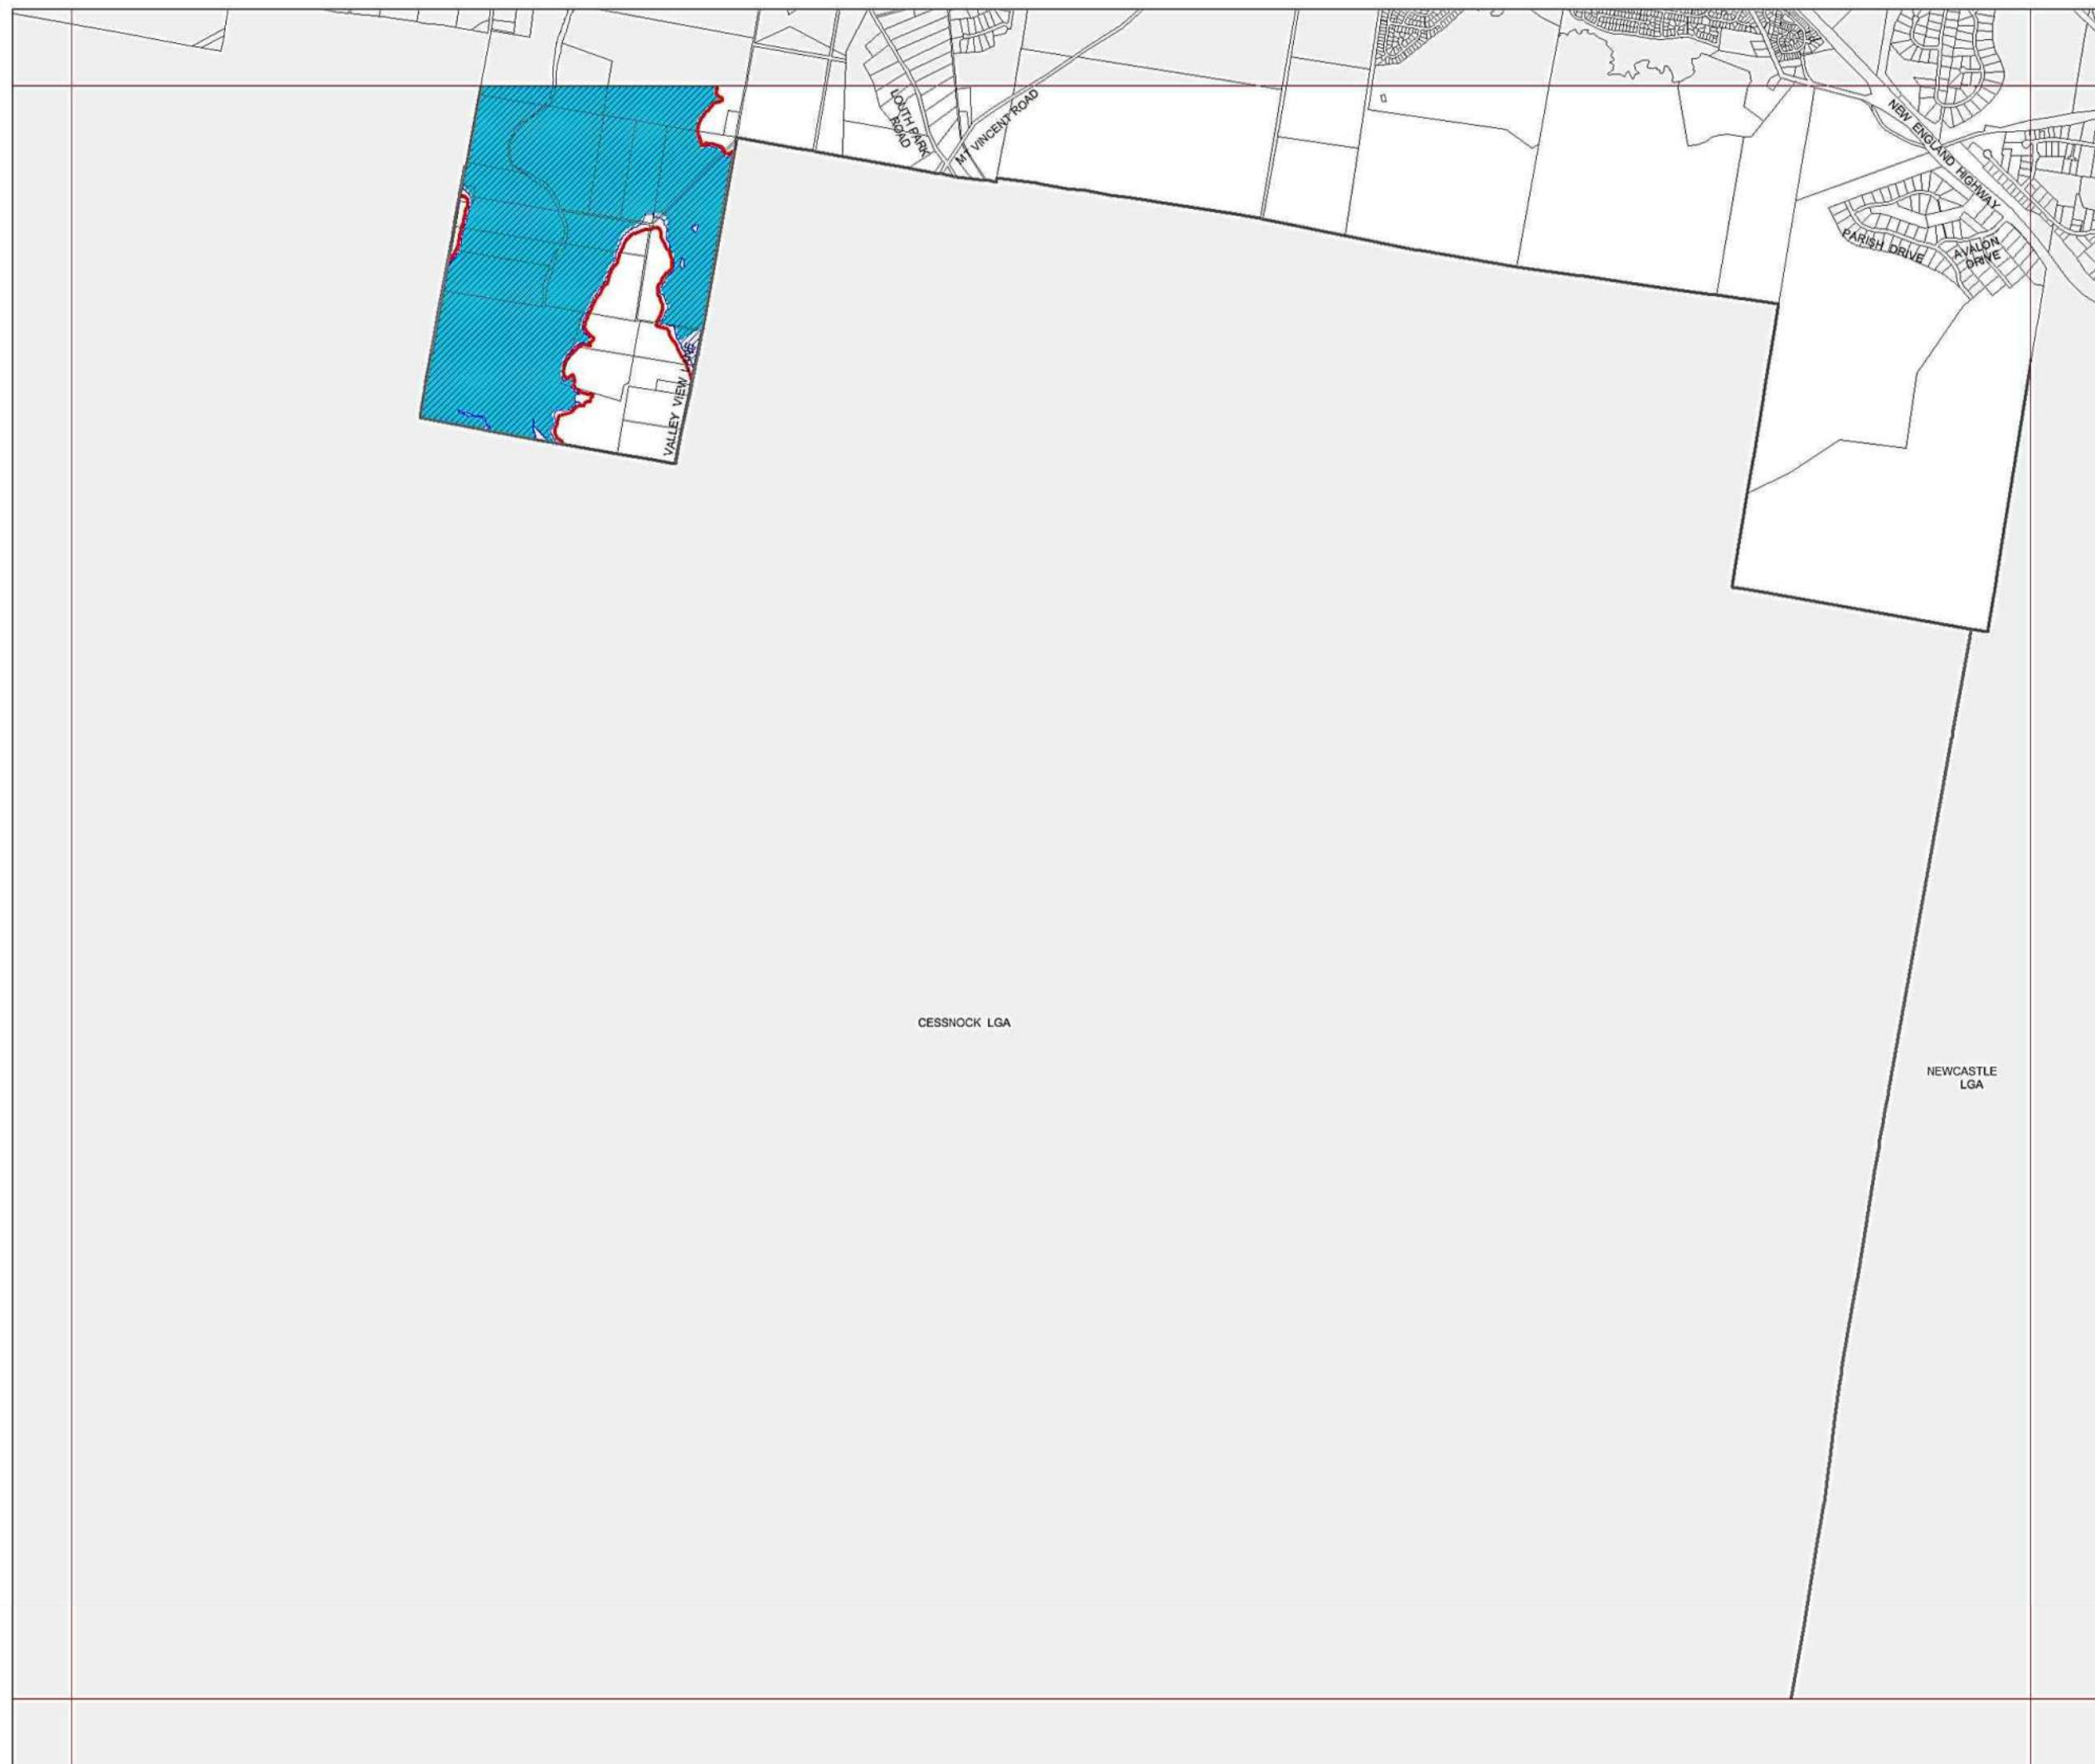 LOUTH PARK
ROAD
MT VINCENT ROAD
NEW ENGLAND HIGHWAY
PARISH DRIVE
AVALON
DRIVE
VALLEY VIEW LANE
CESSNOCK LGA
NEWCASTLE
LGA